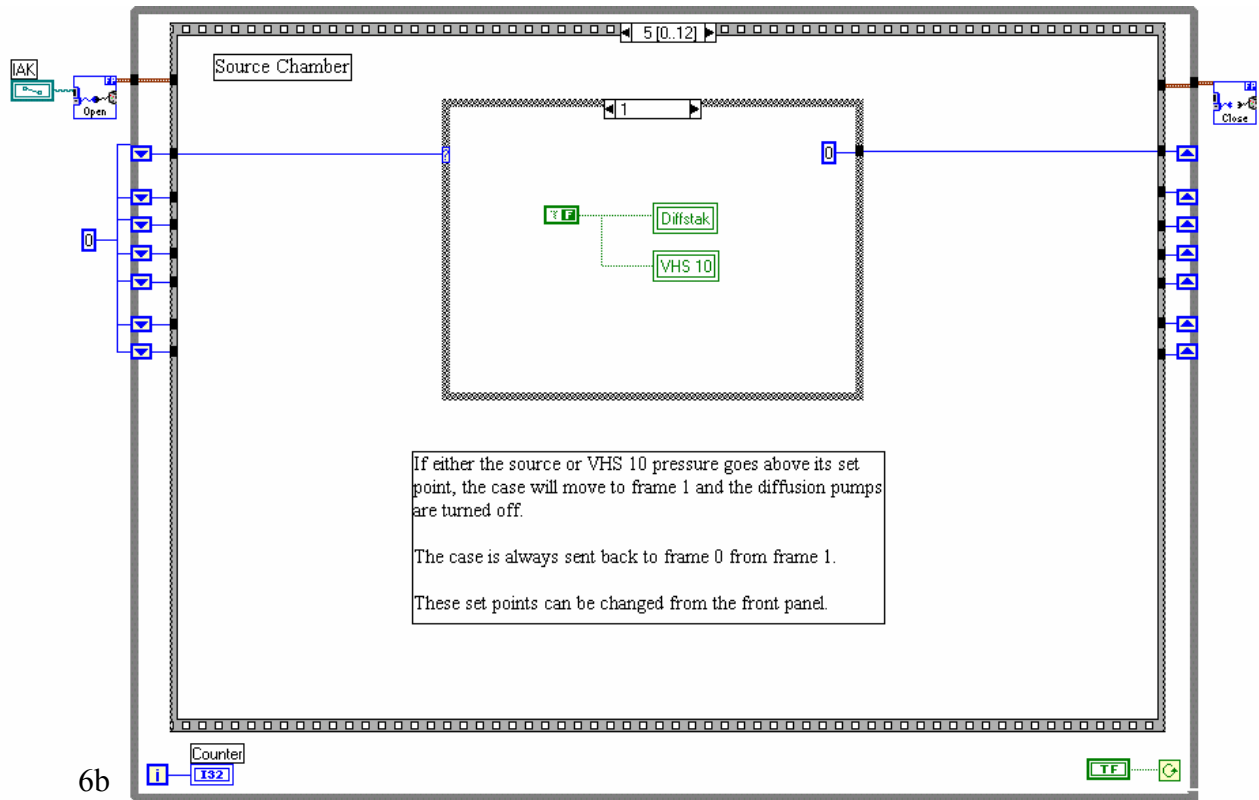 5 [0..12]
IAK
Source Chamber
FP
Open
FP
Close
1
?
0
0
T F
Diffstak
VHS 10
If either the source or VHS 10 pressure goes above its set
point, the case will move to frame 1 and the diffusion pumps
are turned off.
The case is always sent back to frame 0 from frame 1.
These set points can be changed from the front panel.
Counter
i
I32
TF
6b